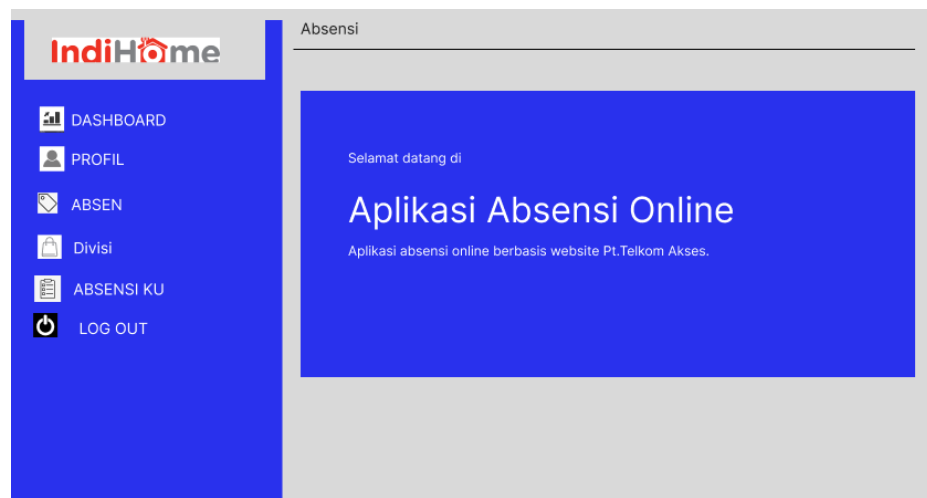 IndiHome
DASHBOARD
PROFIL
ABSEN
Divisi
ABSENSI KU
LOG OUT
Absensi
Selamat datang di
Aplikasi Absensi Online
Aplikasi absensi online berbasis website Pt.Telkom Akses.